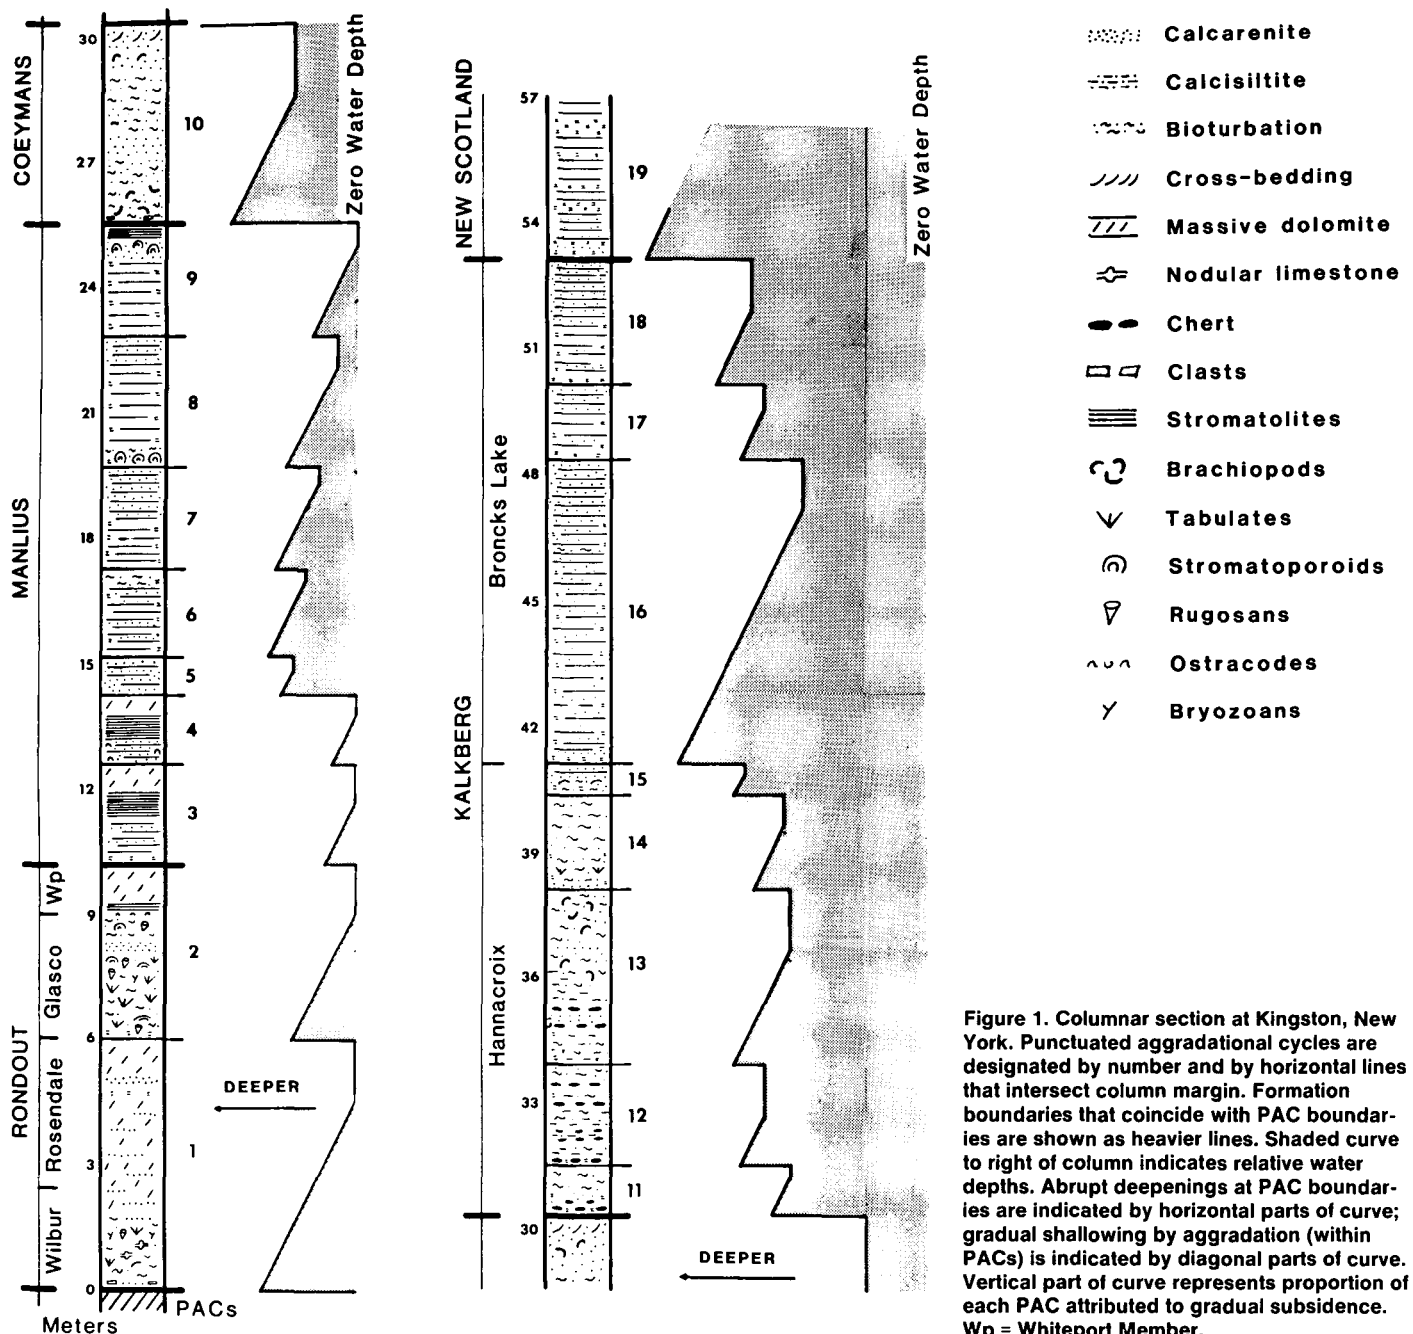 COEYMANS
MANLIUS
RONDOUT
Wp
Glasco
Rosendale
Wilbur
30
27
24
21
18
15
12
9
6
3
0
Meters
PACs
10
9
8
7
6
5
4
3
2
1
Zero Water Depth
DEEPER
NEW SCOTLAND
KALKBERG
Broncks Lake
Hannacroix
57
54
51
48
45
42
39
36
33
30
19
18
17
16
15
14
13
12
11
Zero Water Depth
DEEPER
Calcarenite
Calcisiltite
Bioturbation
Cross-bedding
Massive dolomite
Nodular limestone
Chert
Clasts
Stromatolites
Brachiopods
Tabulates
Stromatoporoids
Rugosans
Ostracodes
Bryozoans
Figure 1. Columnar section at Kingston, New
York. Punctuated aggradational cycles are
designated by number and by horizontal lines
that intersect column margin. Formation
boundaries that coincide with PAC boundar-
ies are shown as heavier lines. Shaded curve
to right of column indicates relative water
depths. Abrupt deepenings at PAC boundar-
ies are indicated by horizontal parts of curve;
gradual shallowing by aggradation (within
PACs) is indicated by diagonal parts of curve.
Vertical part of curve represents proportion of
each PAC attributed to gradual subsidence.
Wp = Whiteport Member.